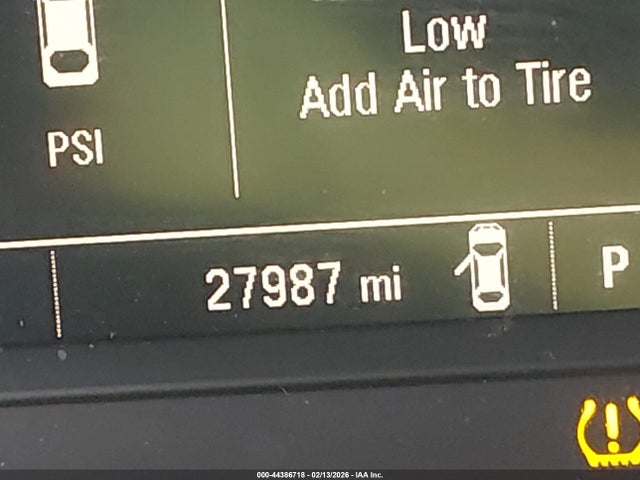 Low
Add Air to Tire
PSI
27987 mi
P
000-44386718 - 02/13/2026 - IAA Inc.